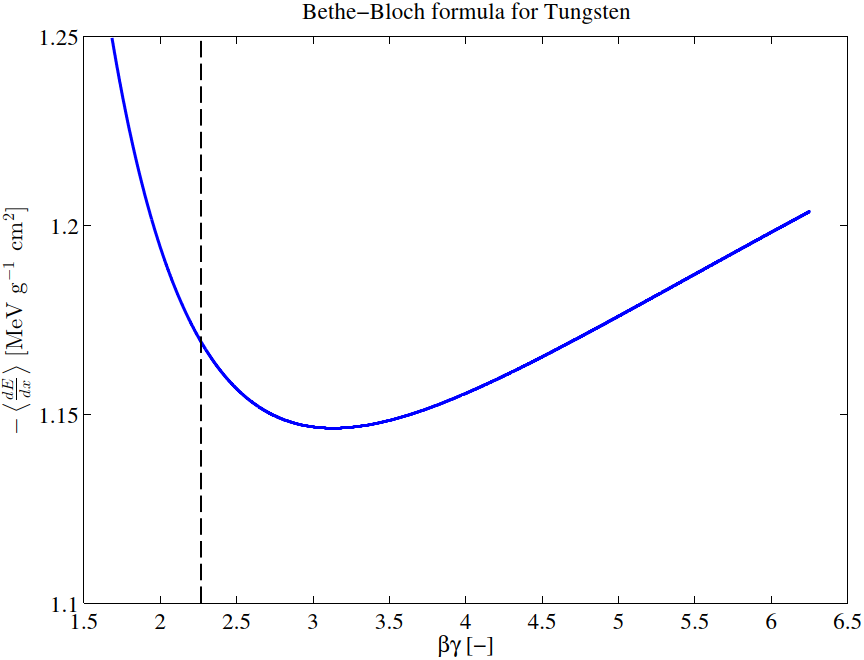 Bethe−Bloch formula for Tungsten
1.25
1.2
1.15
1.1
− ⟨dE/dx⟩ [MeV g⁻¹ cm²]
1.5 2 2.5 3 3.5 4 4.5 5 5.5 6 6.5
βγ [−]